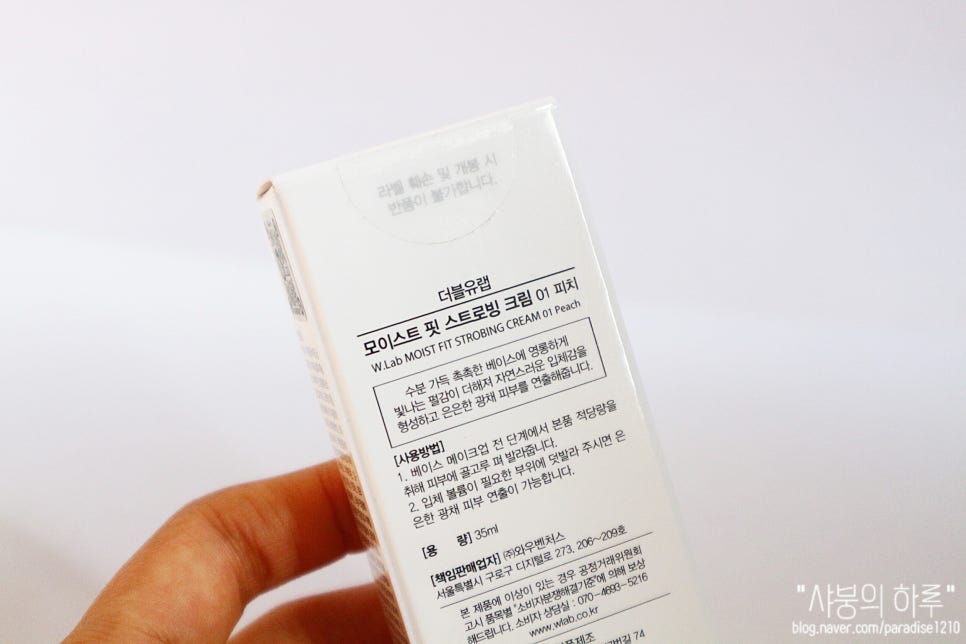 라벨 훼손 및 개봉 시
반품이 불가합니다.
더블유랩
모이스트 핏 스트로빙 크림 01 피치
W.Lab MOIST FIT STROBING CREAM 01 Peach
수분 가득 촉촉한 베이스에 영롱하게
빛나는 펄감이 더해져 자연스러운 입체감을
형성하고 은은한 광채 피부를 연출해줍니다.
[사용방법]
1. 베이스 메이크업 전 단계에서 본품 적당량을
취해 피부에 골고루 펴 발라줍니다.
2. 입체 볼륨이 필요한 부위에 덧발라 주시면 은
은한 광채 피부 연출이 가능합니다.
[용 량] 35ml
[책임판매업자] ㈜와우벤처스
서울특별시 구로구 디지털로 273, 206~209호
본 제품에 이상이 있는 경우 공정거래위원회
고시 품목별 "소비자분쟁해결기준"에 의해 보상
해드립니다. 소비자 상담실 : 070-4693-5216
www.wlab.co.kr
74
"사붕의 하루"
blog.naver.com/paradise1210